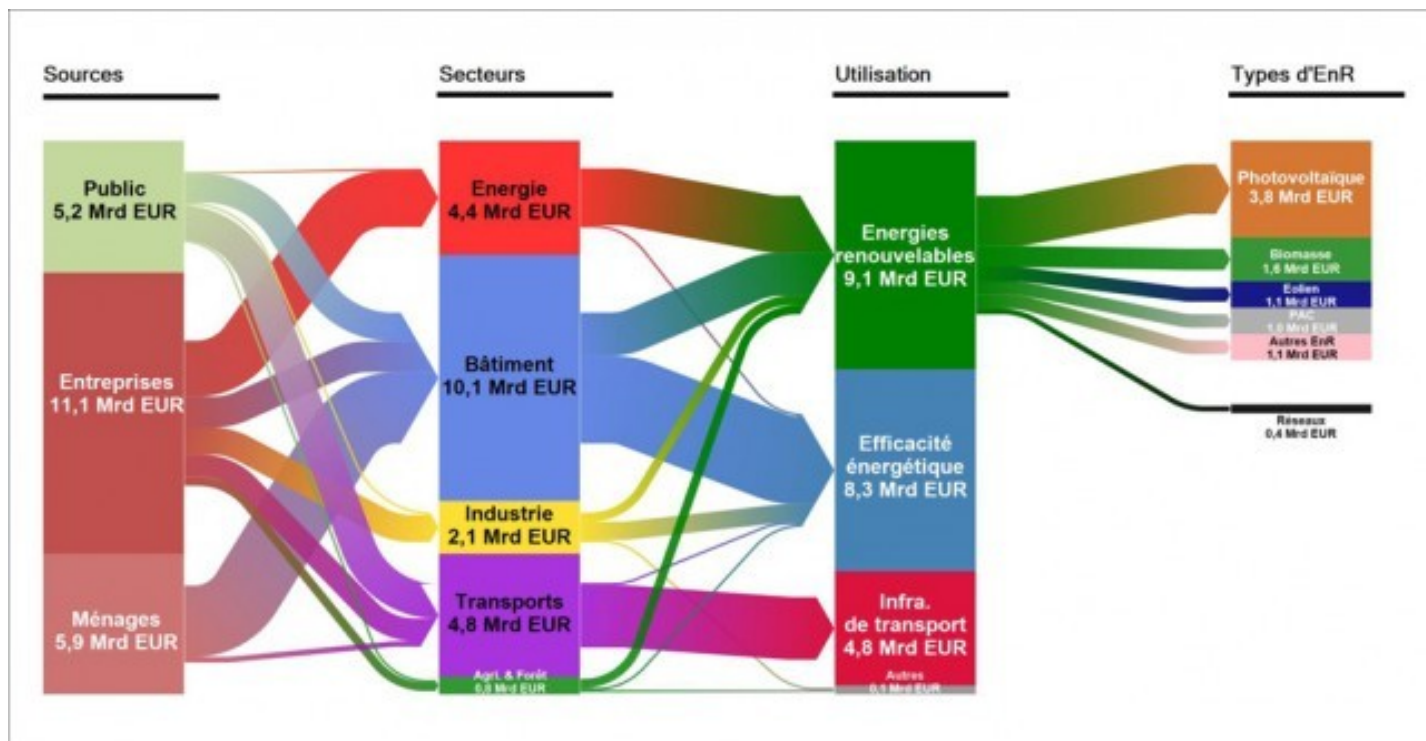 Sources
Secteurs
Utilisation
Types d'EnR
Public
5,2 Mrd EUR
Entreprises
11,1 Mrd EUR
Ménages
5,9 Mrd EUR
Energie
4,4 Mrd EUR
Bâtiment
10,1 Mrd EUR
Industrie
2,1 Mrd EUR
Transports
4,8 Mrd EUR
Agri. & Forêt
0,8 Mrd EUR
Energies
renouvelables
9,1 Mrd EUR
Efficacité
énergétique
8,3 Mrd EUR
Infra.
de transport
4,8 Mrd EUR
Autres
0,1 Mrd EUR
Photovoltaïque
3,8 Mrd EUR
Biomasse
1,6 Mrd EUR
Eolien
1,1 Mrd EUR
PAC
1,0 Mrd EUR
Autres EnR
1,1 Mrd EUR
Réseaux
0,4 Mrd EUR